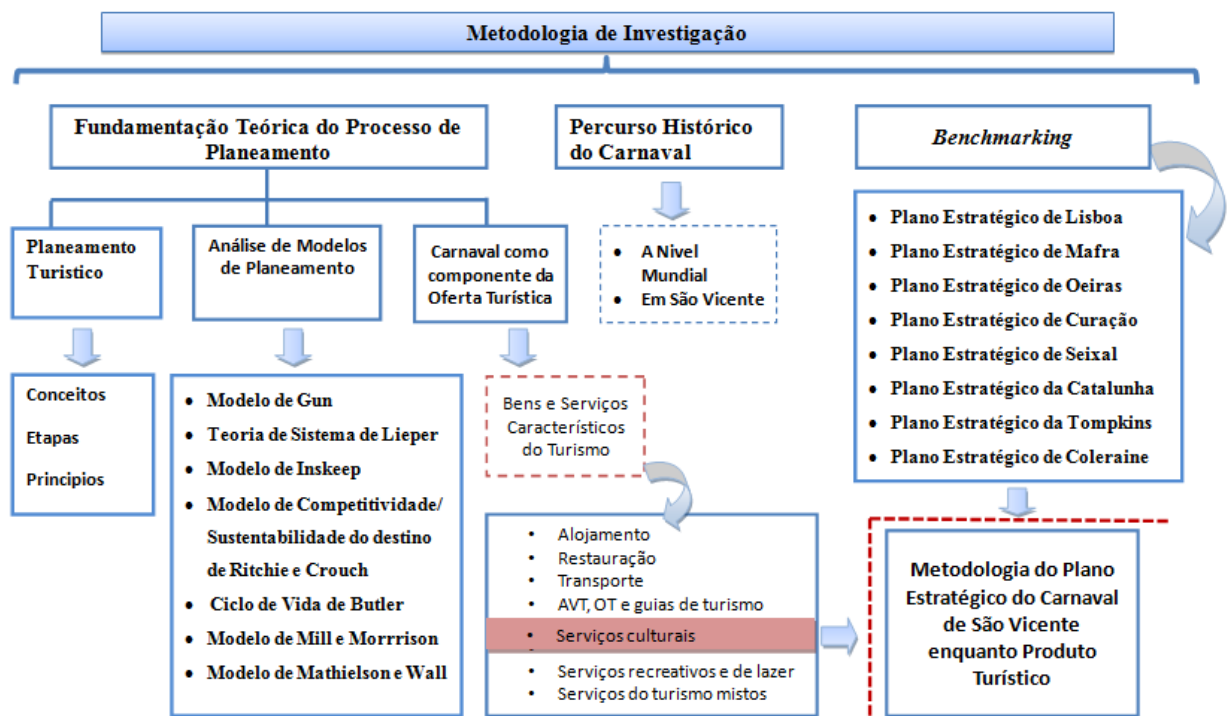 Metodologia de Investigação
Fundamentação Teórica do Processo de
Planeamento
Percurso Histórico
do Carnaval
Benchmarking
Planeamento
Turistico
Análise de Modelos
de Planeamento
Carnaval como
componente da
Oferta Turística
• A Nivel
Mundial
• Em São Vicente
• Plano Estratégico de Lisboa
• Plano Estratégico de Mafra
• Plano Estratégico de Oeiras
• Plano Estratégico de Curação
• Plano Estratégico de Seixal
• Plano Estratégico da Catalunha
• Plano Estratégico da Tompkins
• Plano Estratégico de Coleraine
Conceitos
Etapas
Principios
• Modelo de Gun
• Teoria de Sistema de Lieper
• Modelo de Inskeep
• Modelo de Competitividade/
Sustentabilidade do destino
de Ritchie e Crouch
• Ciclo de Vida de Butler
• Modelo de Mill e Morrrison
• Modelo de Mathielson e Wall
Bens e Serviços
Característicos
do Turismo
• Alojamento
• Restauração
• Transporte
• AVT, OT e guias de turismo
• Serviços culturais
• Serviços recreativos e de lazer
• Serviços do turismo mistos
Metodologia do Plano
Estratégico do Carnaval
de São Vicente
enquanto Produto
Turístico